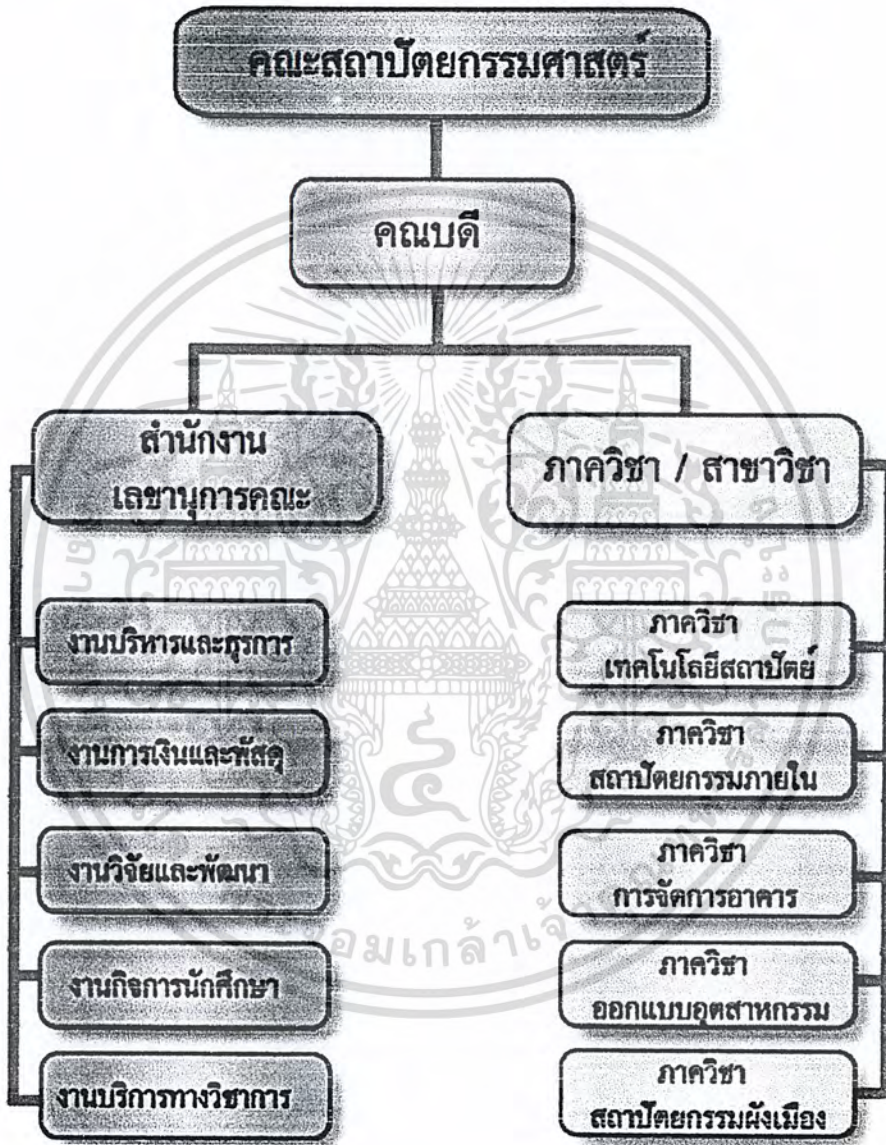 คณะสถาปัตยกรรมศาสตร์
คณบดี
สำนักงาน
เลขานุการคณะ
งานบริหารและธุรการ
งานการเงินและพัสดุ
งานวิจัยและพัฒนา
งานกิจการนักศึกษา
งานบริการทางวิชาการ
ภาควิชา / สาขาวิชา
ภาควิชา
เทคโนโลยีสถาปัตย์
ภาควิชา
สถาปัตยกรรมภายใน
ภาควิชา
การจัดการอาคาร
ภาควิชา
ออกแบบอุตสาหกรรม
ภาควิชา
สถาปัตยกรรมผังเมือง